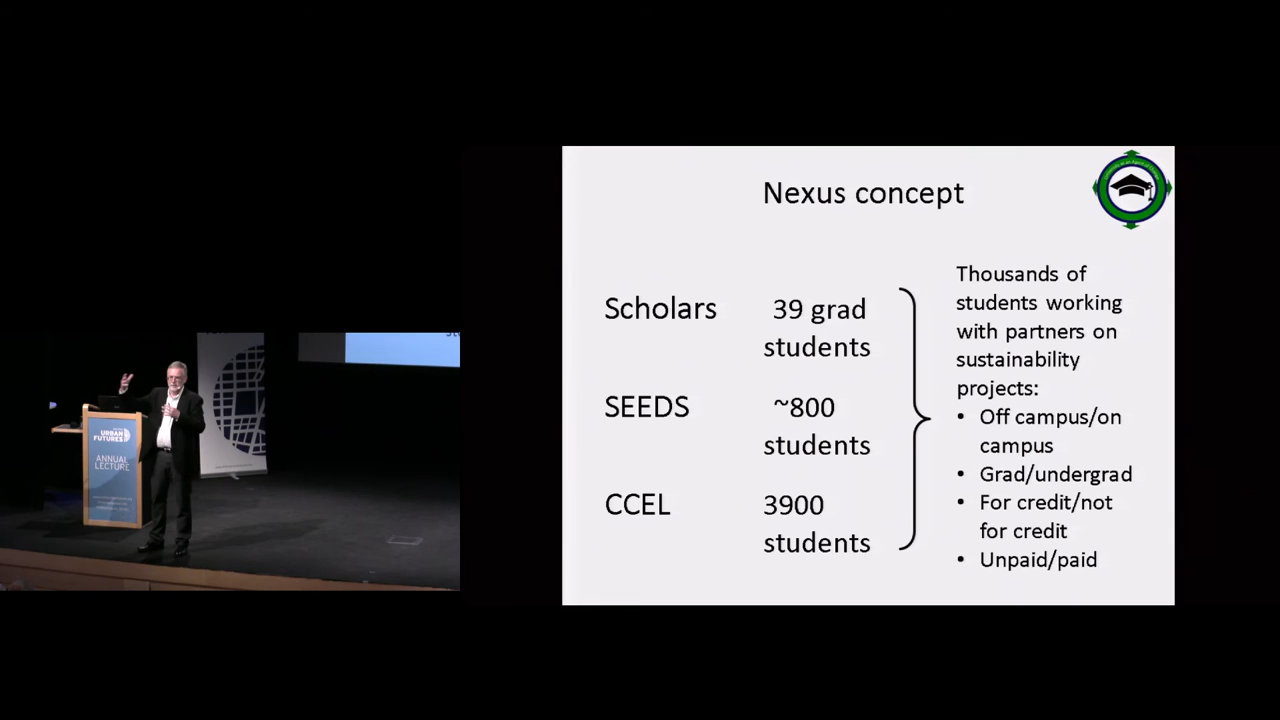 Nexus concept
Scholars
39 grad
students
SEEDS
~800
students
CCEL
3900
students
Thousands of
students working
with partners on
sustainability
projects:
• Off campus/on
campus
• Grad/undergrad
• For credit/not
for credit
• Unpaid/paid
URBAN
FUTURES
ANNUAL
LECTURE